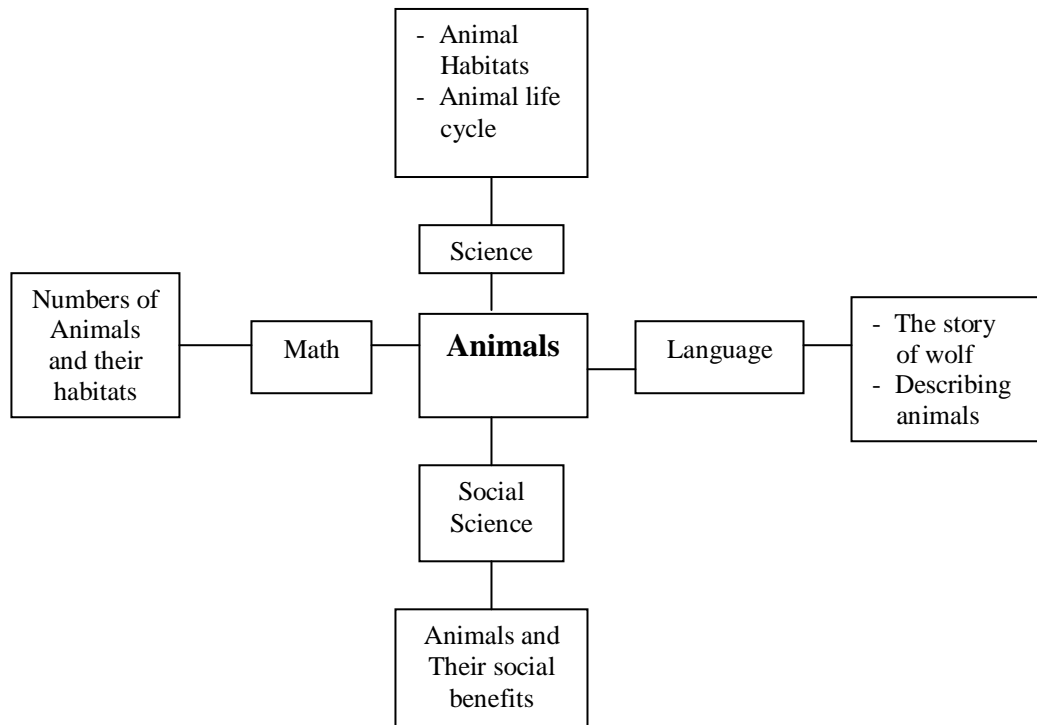 - Animal
Habitats
- Animal life
cycle
Science
Numbers of
Animals
and their
habitats
Math
Animals
Language
- The story
of wolf
- Describing
animals
Social
Science
Animals and
Their social
benefits